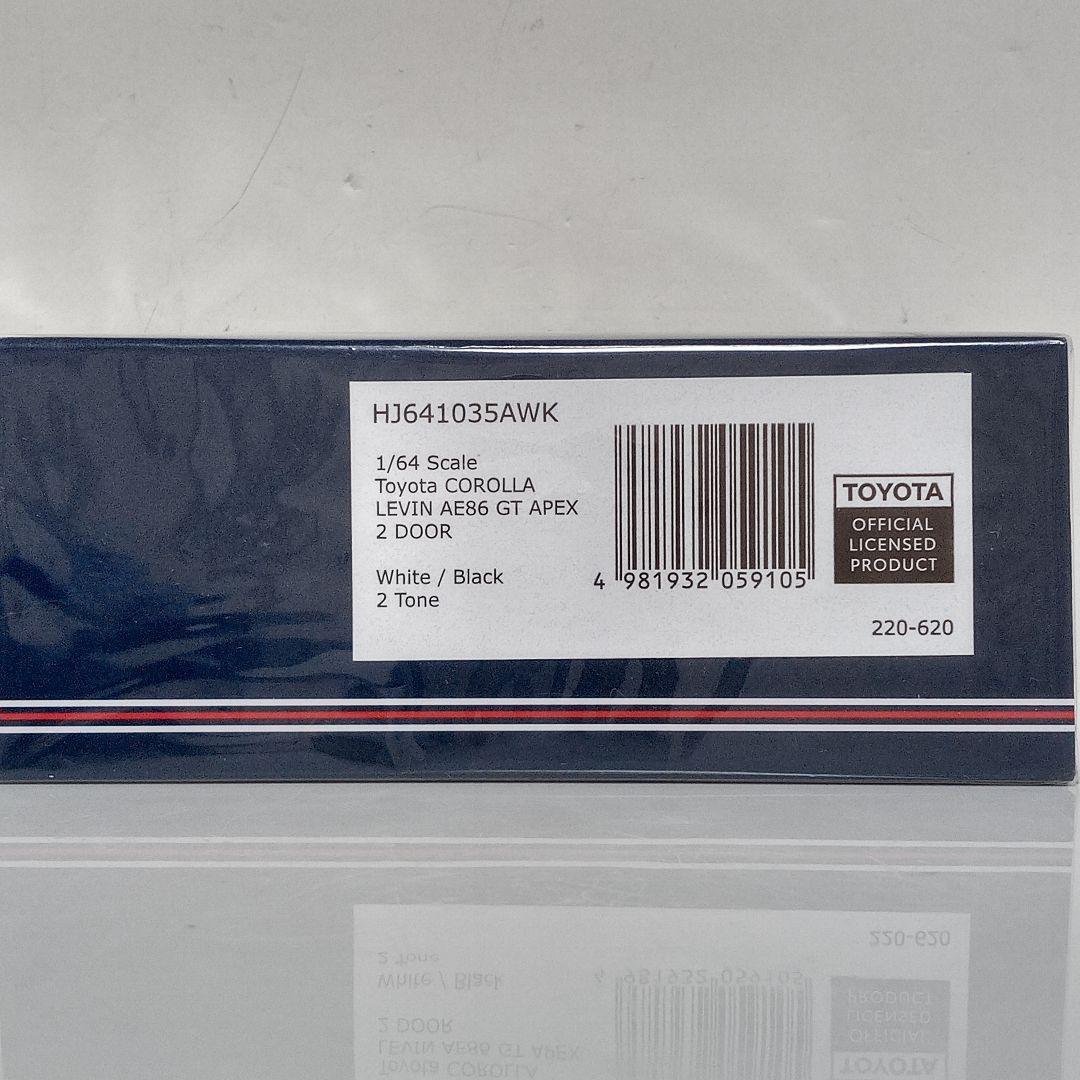 HJ641035AWK
1/64 Scale
Toyota COROLLA
LEVIN AE86 GT APEX
2 DOOR
White / Black
2 Tone
4 981932 059105
TOYOTA
OFFICIAL
LICENSED
PRODUCT
220-620